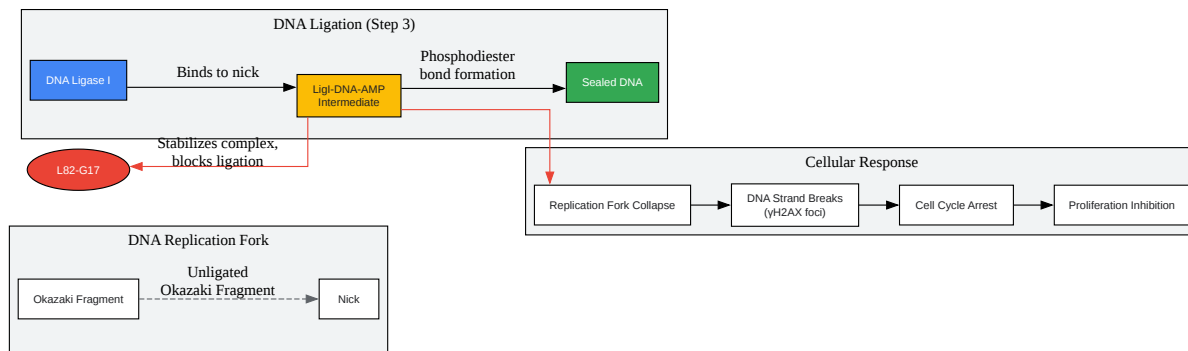 DNA Ligation (Step 3)
DNA Ligase I
Binds to nick
LigI-DNA-AMP
Intermediate
Phosphodiester
bond formation
Sealed DNA
Stabilizes complex,
blocks ligation
L82-G17
Cellular Response
Replication Fork Collapse
DNA Strand Breaks
(γH2AX foci)
Cell Cycle Arrest
Proliferation Inhibition
DNA Replication Fork
Okazaki Fragment
Unligated
Okazaki Fragment
Nick